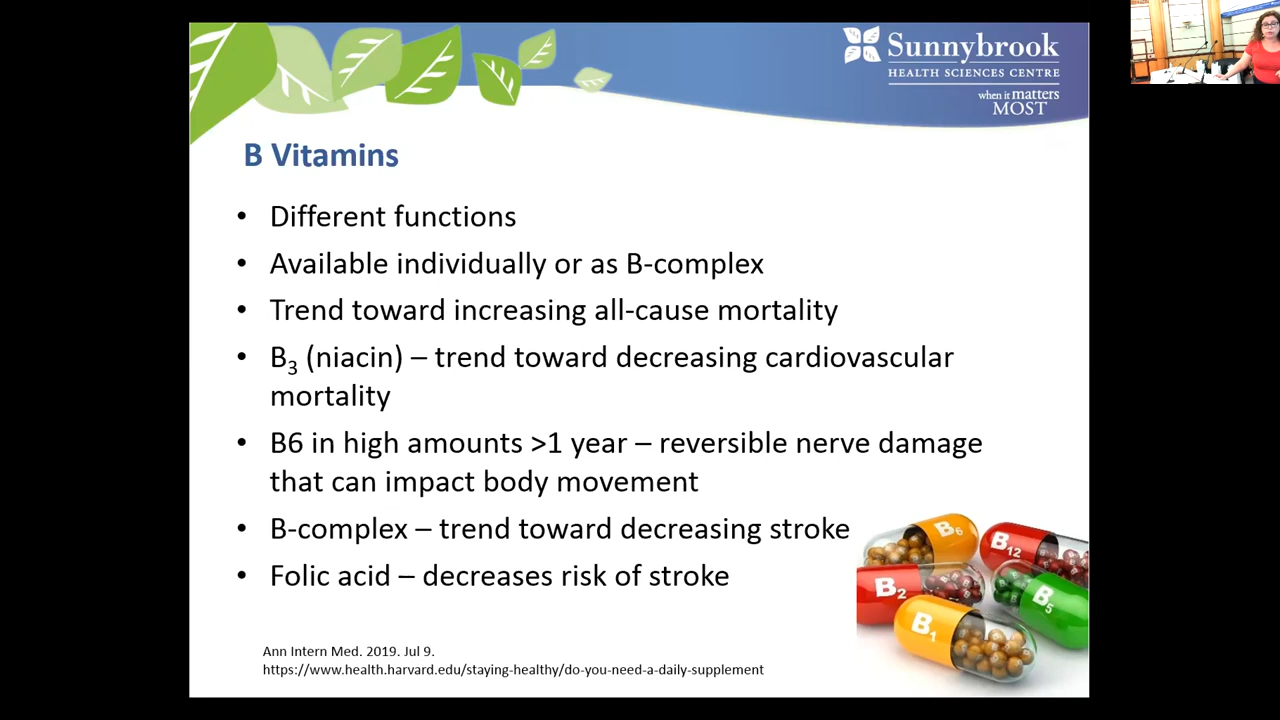 Sunnybrook
HEALTH SCIENCES CENTRE
when it matters
MOST
B Vitamins
• Different functions
• Available individually or as B-complex
• Trend toward increasing all-cause mortality
• B3 (niacin) – trend toward decreasing cardiovascular
mortality
• B6 in high amounts >1 year – reversible nerve damage
that can impact body movement
• B-complex – trend toward decreasing stroke
• Folic acid – decreases risk of stroke
B6
B12
B2
B5
B1
Ann Intern Med. 2019. Jul 9.
https://www.health.harvard.edu/staying-healthy/do-you-need-a-daily-supplement